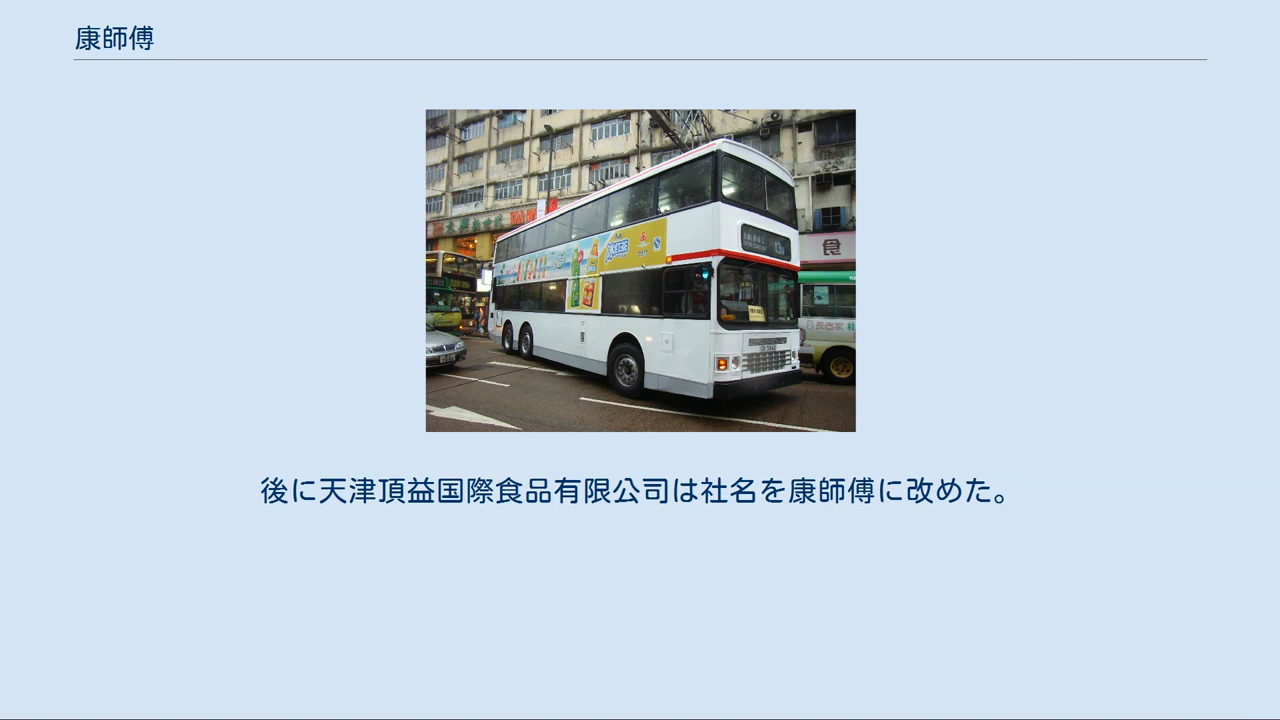 康師傅
食
後に天津頂益国際食品有限公司は社名を康師傅に改めた。